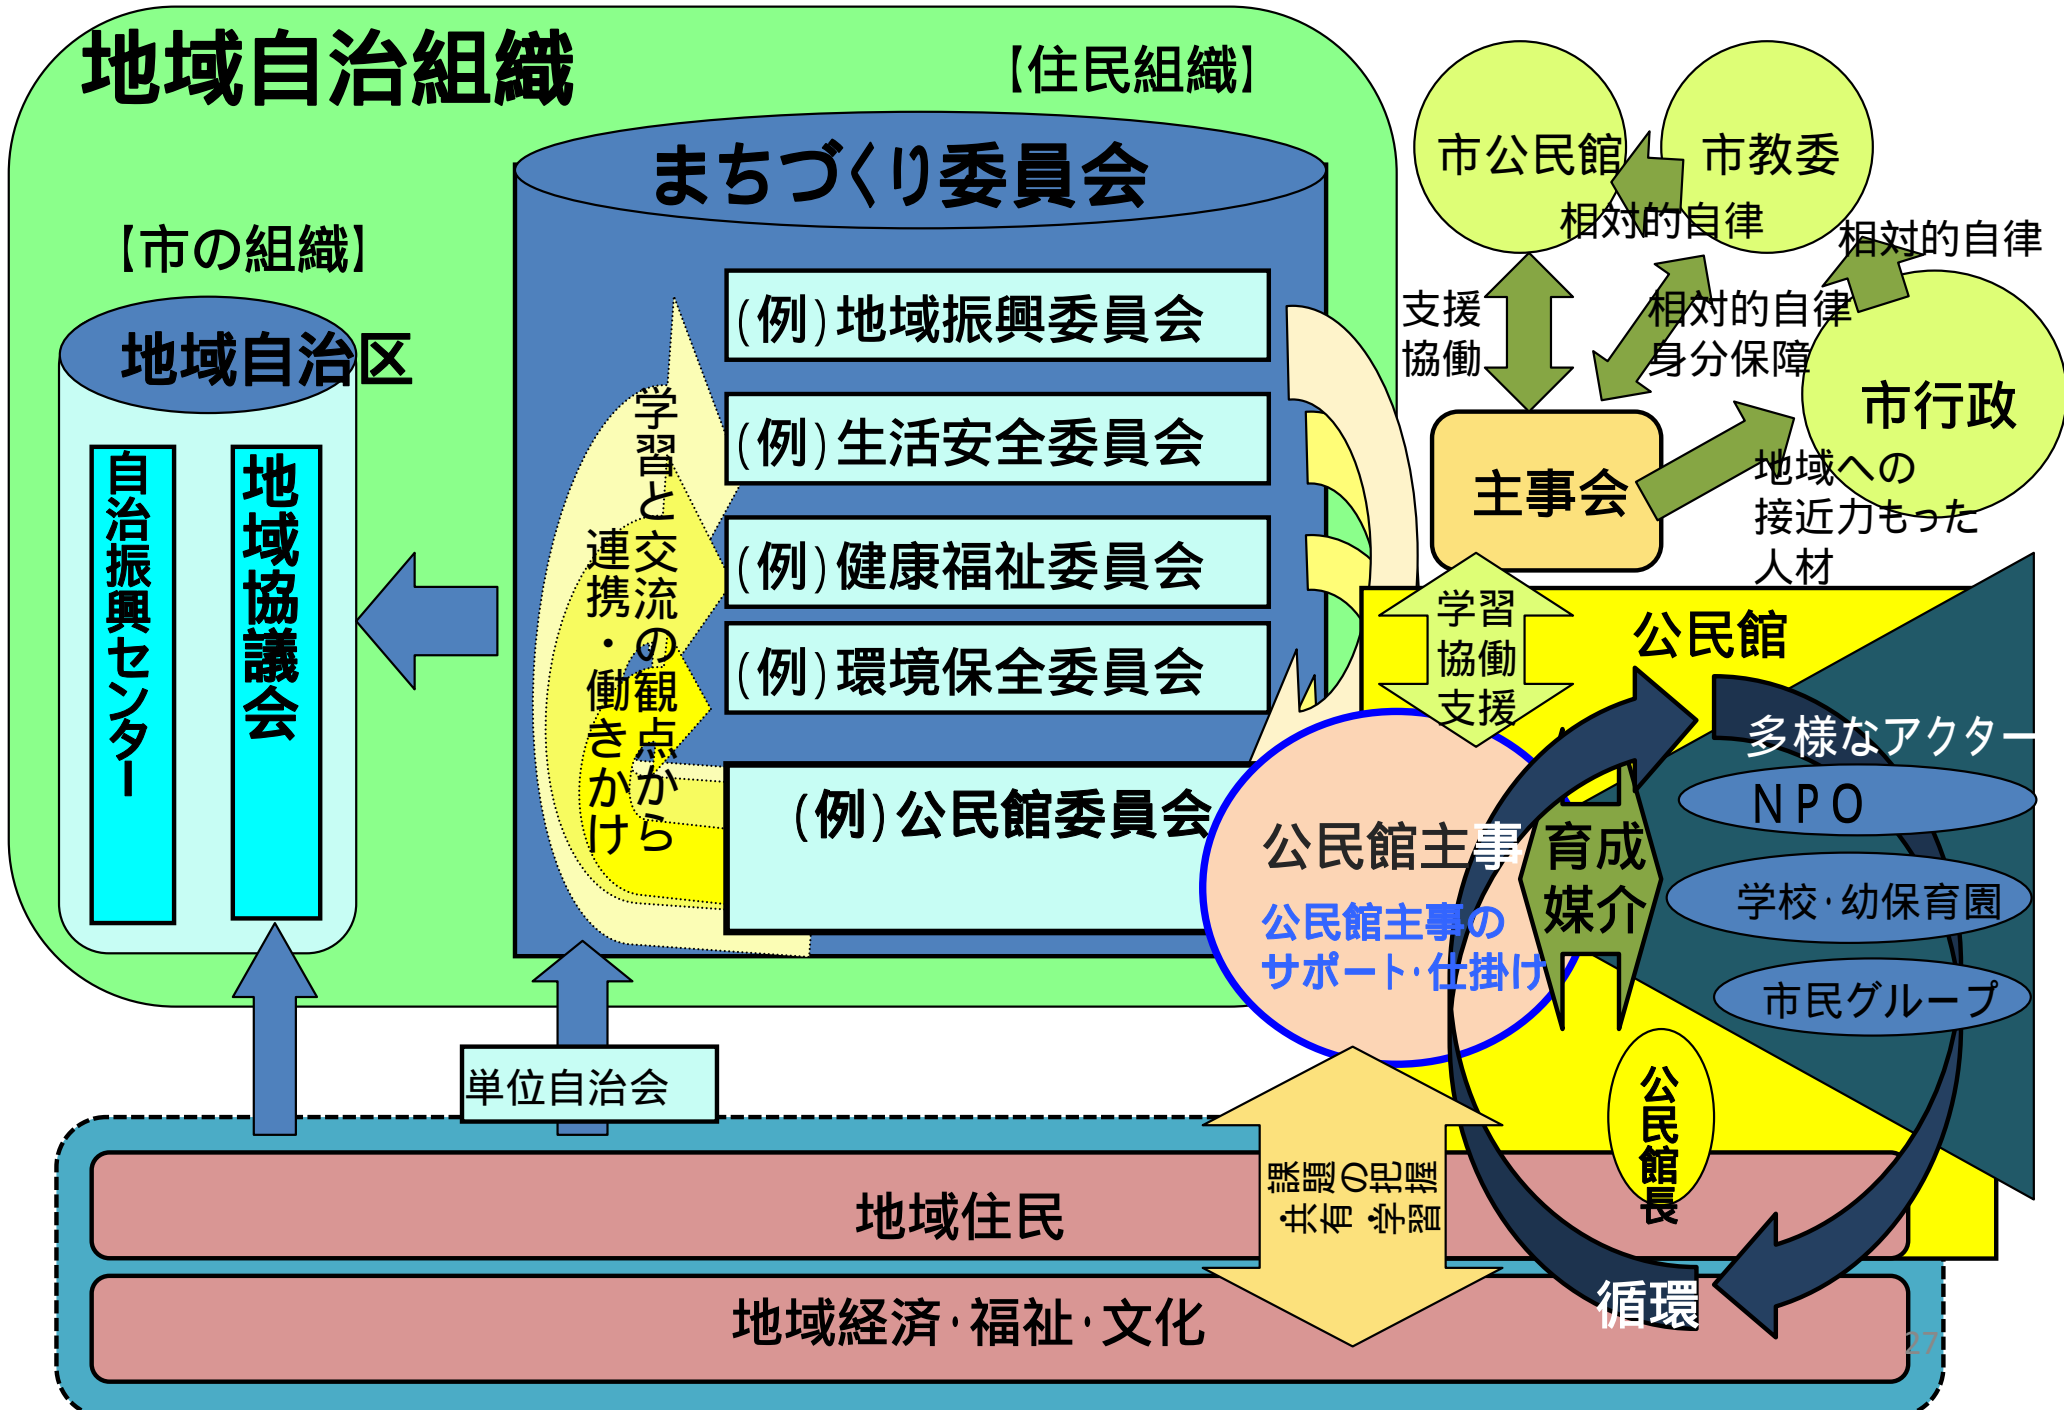 地域自治組織
【住民組織】
まちづくり委員会
【市の組織】
地域自治区
自治振興センター
地域協議会
(例)地域振興委員会
(例)生活安全委員会
(例)健康福祉委員会
(例)環境保全委員会
(例)公民館委員会
学習と交流の観点から
連携・働きかけ
市公民館
市教委
相対的自律
相対的自律
支援
協働
相対的自律
身分保障
市行政
主事会
地域への
接近力もった
人材
学習
協働
支援
公民館
多様なアクター
NPO
学校・幼保育園
市民グループ
公民館主事
公民館主事の
サポート・仕掛け
育成
媒介
公民館長
単位自治会
課題の把握
・共有・学習
地域住民
地域経済・福祉・文化
循環
27